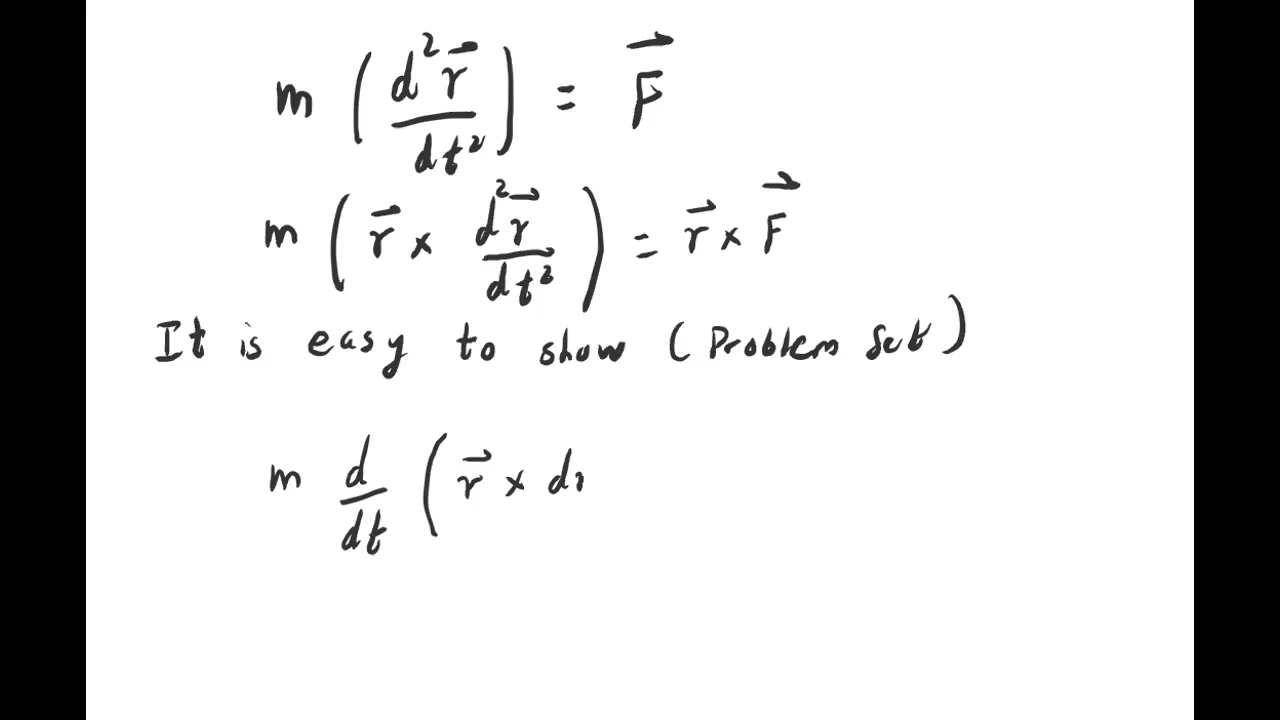 m ( d²r⃗ / dt² ) = F⃗
m ( r⃗ × d²r⃗ / dt² ) = r⃗ × F⃗
It is easy to show (Problem Set)
m d/dt ( r⃗ × d